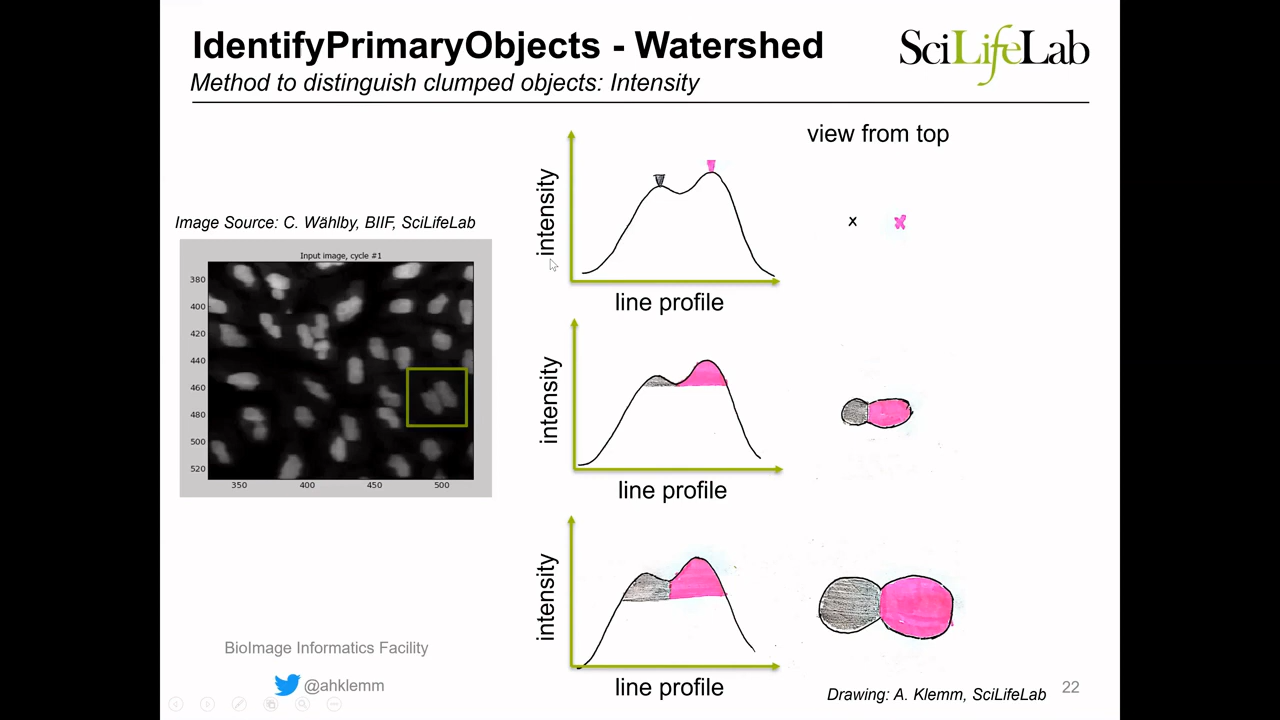 IdentifyPrimaryObjects - Watershed
SciLifeLab
Method to distinguish clumped objects: Intensity
view from top
intensity
x x
Image Source: C. Wählby, BIIF, SciLifeLab
line profile
Input image, cycle #1
380
400
420
440
460
480
500
520
350 400 450 500
intensity
line profile
intensity
line profile
BioImage Informatics Facility
@ahklemm
Drawing: A. Klemm, SciLifeLab
22